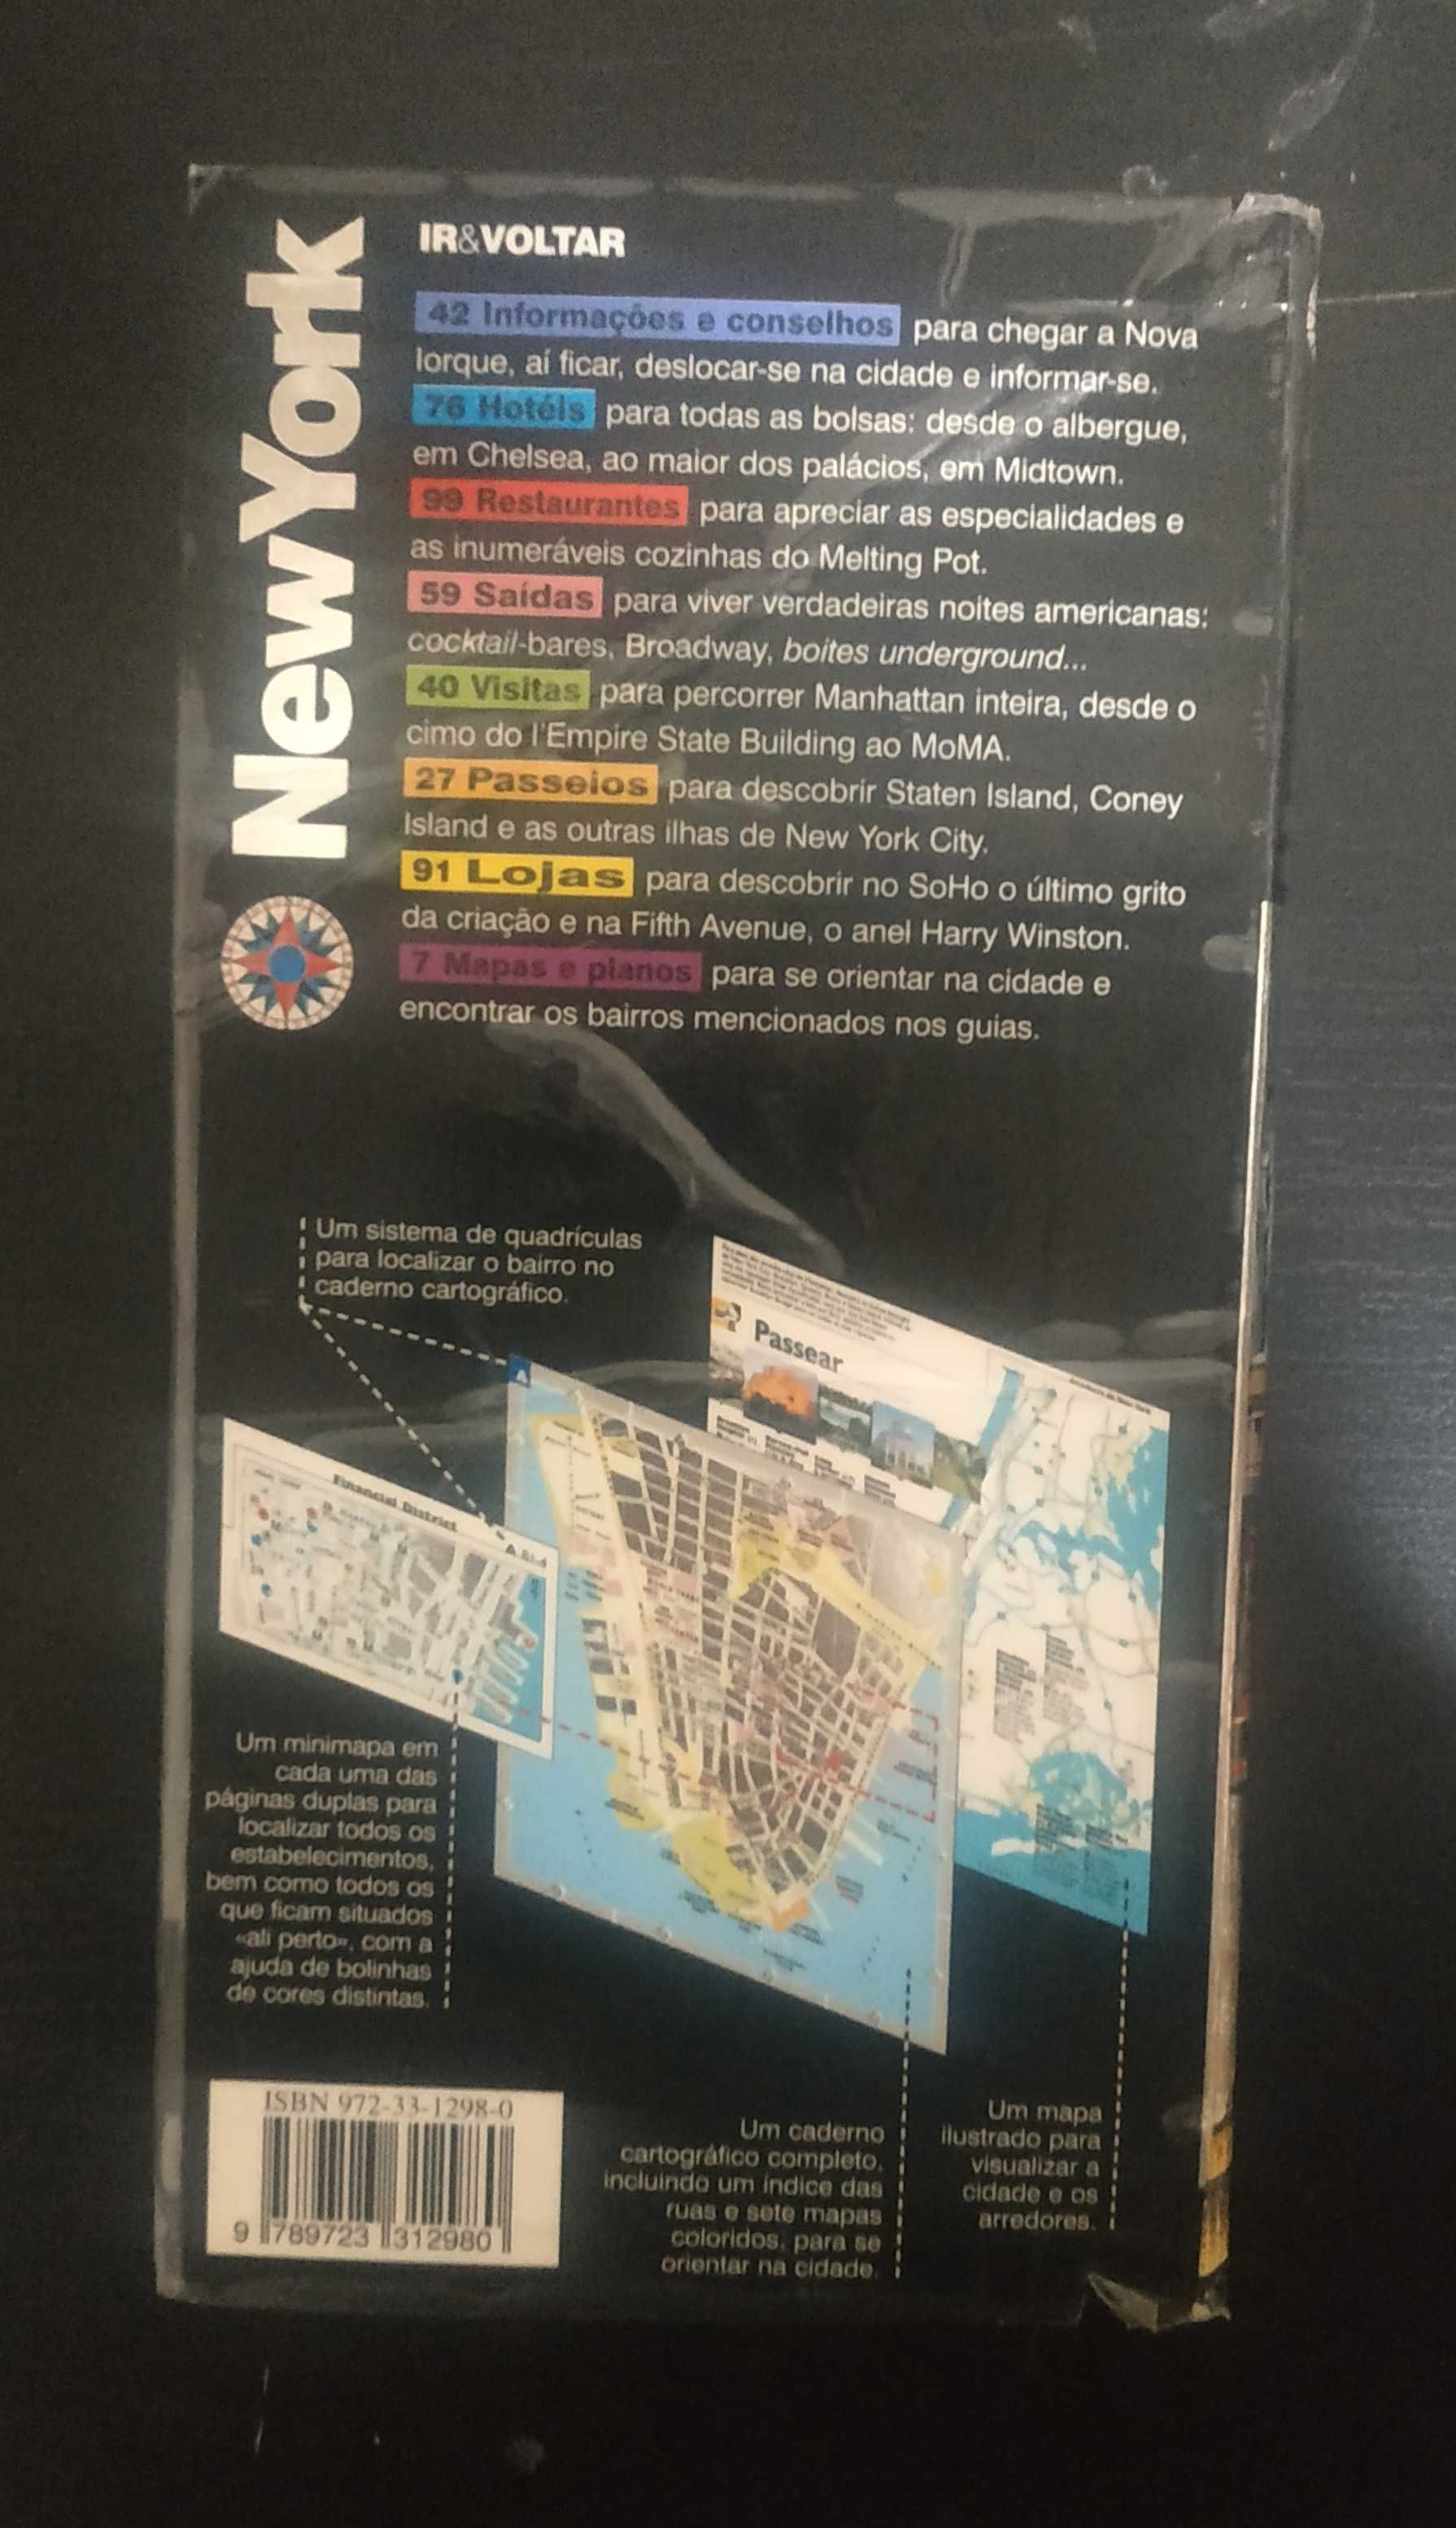 New York
IR&VOLTAR
42 Informações e conselhos para chegar a Nova
Iorque, aí ficar, deslocar-se na cidade e informar-se.
76 Hotéis para todas as bolsas: desde o albergue,
em Chelsea, ao maior dos palácios, em Midtown.
99 Restaurantes para apreciar as especialidades e
as inumeráveis cozinhas do Melting Pot.
59 Saídas para viver verdadeiras noites americanas:
cocktail-bares, Broadway, boites underground...
40 Visitas para percorrer Manhattan inteira, desde o
cimo do l'Empire State Building ao MoMA.
27 Passeios para descobrir Staten Island, Coney
Island e as outras ilhas de New York City.
91 Lojas para descobrir no SoHo o último grito
da criação e na Fifth Avenue, o anel Harry Winston.
7 Mapas e planos para se orientar na cidade e
encontrar os bairros mencionados nos guias.
Um sistema de quadrículas
para localizar o bairro no
caderno cartográfico.
Passear
A
Financial District
Um minimapa em
cada uma das
páginas duplas para
localizar todos os
estabelecimentos,
bem como todos os
que ficam situados
«ali perto», com a
ajuda de bolinhas
de cores distintas.
Um caderno
cartográfico completo,
incluindo um índice das
ruas e sete mapas
coloridos, para se
orientar na cidade.
Um mapa
ilustrado para
visualizar a
cidade e os
arredores.
ISBN 972-33-1298-0
9 789723 312980